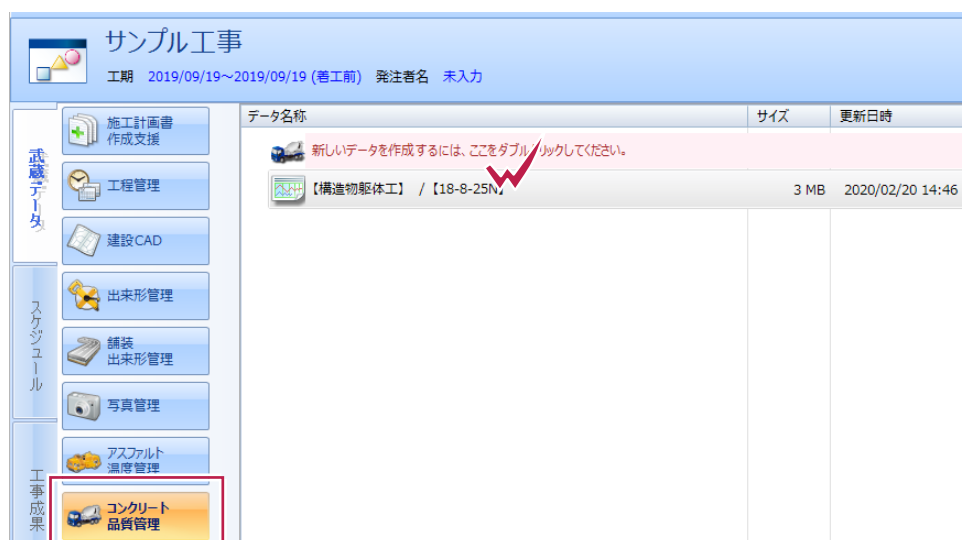 サンプル工事
工期 2019/09/19～2019/09/19 (着工前) 発注者名 未入力
武蔵データ
スケジュール
工事成果
施工計画書
作成支援
工程管理
建設CAD
出来形管理
舗装
出来形管理
写真管理
アスファルト
温度管理
コンクリート
品質管理
データ名称 サイズ 更新日時
新しいデータを作成するには、ここをダブルクリックしてください。
【構造物躯体工】 /【18-8-25N】 3 MB 2020/02/20 14:46